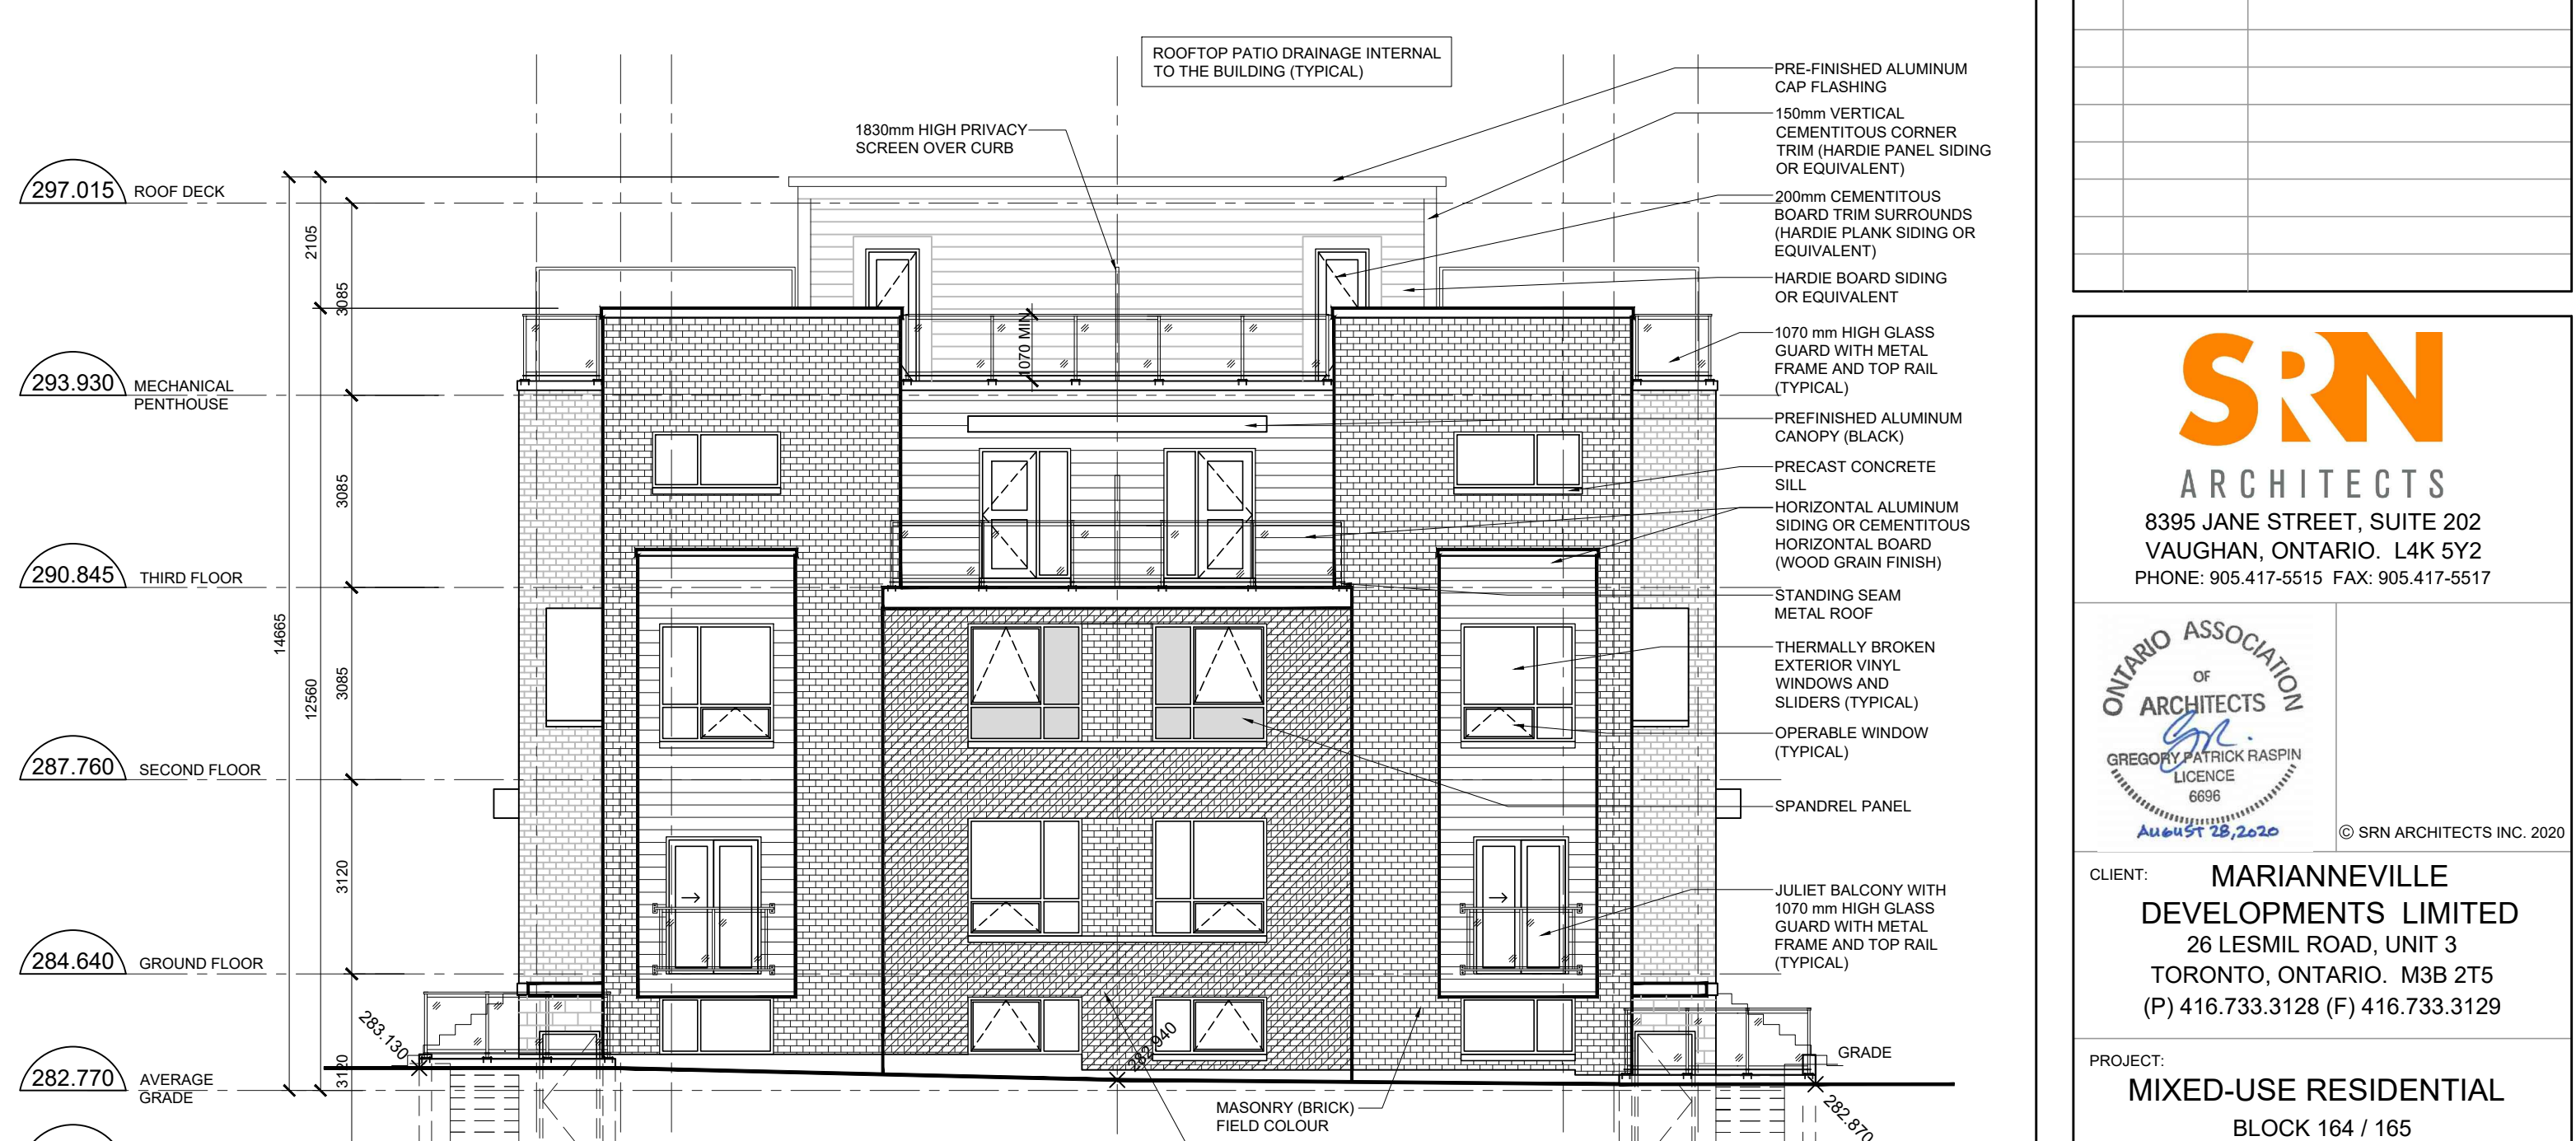 ROOFTOP PATIO DRAINAGE INTERNAL
TO THE BUILDING (TYPICAL)
1830mm HIGH PRIVACY
SCREEN OVER CURB
297.015 ROOF DECK
293.930 MECHANICAL
PENTHOUSE
290.845 THIRD FLOOR
287.760 SECOND FLOOR
284.640 GROUND FLOOR
282.770 AVERAGE
GRADE
14665
2105
12560
3085
3085
3085
3120
3120
1070 MIN
283.130
282.940
282.870
PRE-FINISHED ALUMINUM
CAP FLASHING
150mm VERTICAL
CEMENTITOUS CORNER
TRIM (HARDIE PANEL SIDING
OR EQUIVALENT)
200mm CEMENTITOUS
BOARD TRIM SURROUNDS
(HARDIE PLANK SIDING OR
EQUIVALENT)
HARDIE BOARD SIDING
OR EQUIVALENT
1070 mm HIGH GLASS
GUARD WITH METAL
FRAME AND TOP RAIL
(TYPICAL)
PREFINISHED ALUMINUM
CANOPY (BLACK)
PRECAST CONCRETE
SILL
HORIZONTAL ALUMINUM
SIDING OR CEMENTITOUS
HORIZONTAL BOARD
(WOOD GRAIN FINISH)
STANDING SEAM
METAL ROOF
THERMALLY BROKEN
EXTERIOR VINYL
WINDOWS AND
SLIDERS (TYPICAL)
OPERABLE WINDOW
(TYPICAL)
SPANDREL PANEL
JULIET BALCONY WITH
1070 mm HIGH GLASS
GUARD WITH METAL
FRAME AND TOP RAIL
(TYPICAL)
GRADE
MASONRY (BRICK)
FIELD COLOUR
SRN
ARCHITECTS
8395 JANE STREET, SUITE 202
VAUGHAN, ONTARIO. L4K 5Y2
PHONE: 905.417-5515 FAX: 905.417-5517
ONTARIO ASSOCIATION
OF
ARCHITECTS
GREGORY PATRICK RASPIN
LICENCE
6696
AUGUST 28, 2020
© SRN ARCHITECTS INC. 2020
CLIENT: MARIANNEVILLE
DEVELOPMENTS LIMITED
26 LESMIL ROAD, UNIT 3
TORONTO, ONTARIO. M3B 2T5
(P) 416.733.3128 (F) 416.733.3129
PROJECT:
MIXED-USE RESIDENTIAL
BLOCK 164 / 165